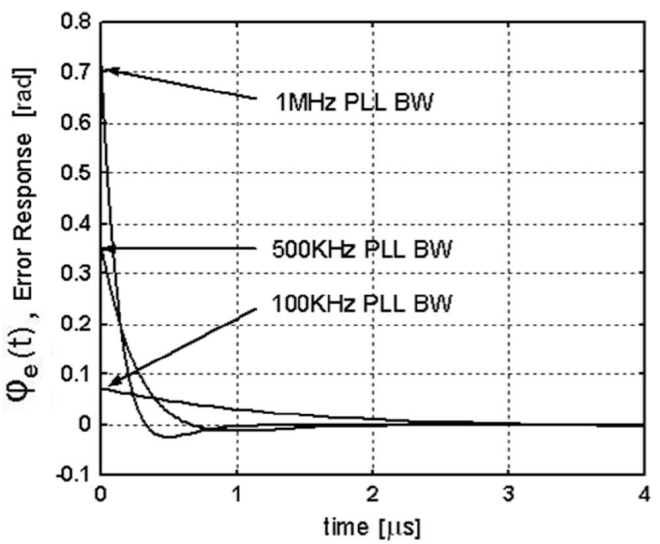 0.8
0.7
0.6
0.5
0.4
0.3
0.2
0.1
0
-0.1
φe(t) , Error Response [rad]
1MHz PLL BW
500KHz PLL BW
100KHz PLL BW
0 1 2 3 4
time [μs]